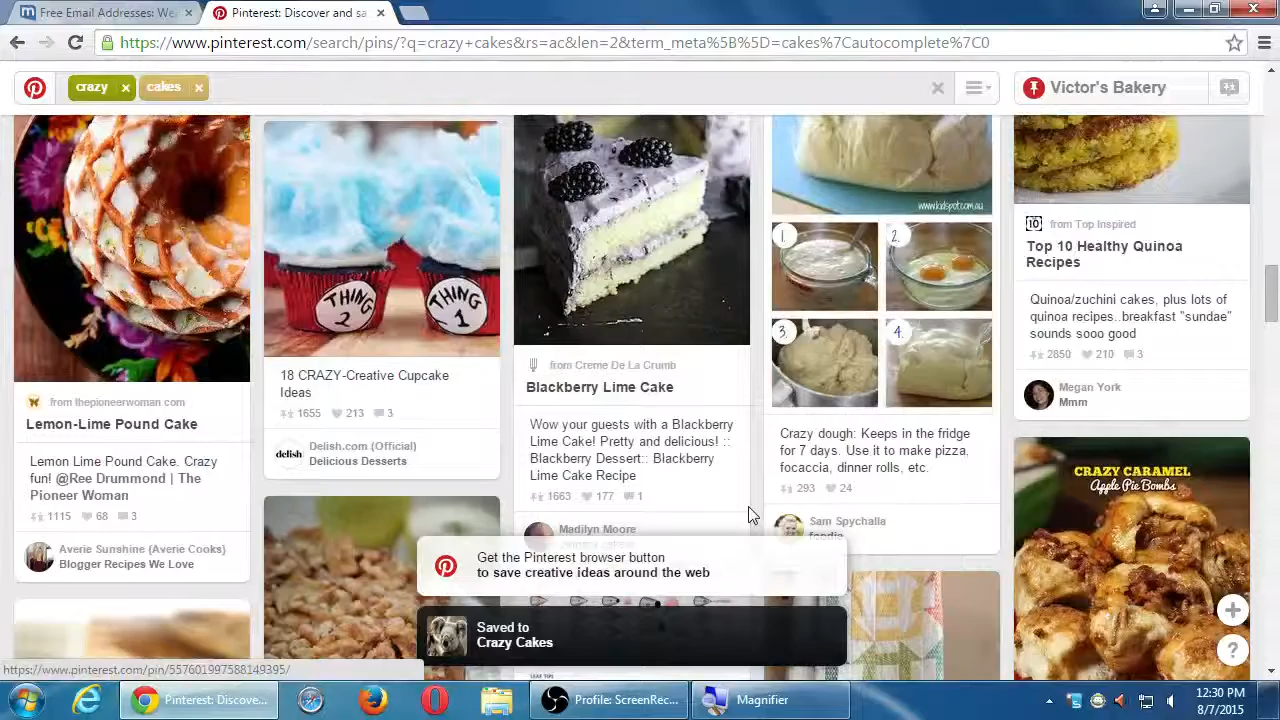 Free Email Addresses: We
Pinterest: Discover and sa
https://www.pinterest.com/search/pins/?q=crazy+cakes&rs=ac&len=2&term_meta%5B%5D=cakes%7Cautocomplete%7C0
crazy
cakes
Victor's Bakery
from thepioneerwoman.com
Lemon-Lime Pound Cake
Lemon Lime Pound Cake. Crazy
fun! @Ree Drummond | The
Pioneer Woman
1115 68 3
Averie Sunshine (Averie Cooks)
Blogger Recipes We Love
THING
2
THING
1
18 CRAZY-Creative Cupcake
Ideas
1655 213 3
delish
Delish.com (Official)
Delicious Desserts
from Creme De La Crumb
Blackberry Lime Cake
Wow your guests with a Blackberry
Lime Cake! Pretty and delicious! ::
Blackberry Dessert:: Blackberry
Lime Cake Recipe
1663 177 1
Madilyn Moore
www.kidspot.com.au
1.
2.
3.
4.
Crazy dough: Keeps in the fridge
for 7 days. Use it to make pizza,
focaccia, dinner rolls, etc.
293 24
Sam Spychalla
foodie
10
from Top Inspired
Top 10 Healthy Quinoa
Recipes
Quinoa/zuchini cakes, plus lots of
quinoa recipes..breakfast "sundae"
sounds sooo good
2850 210 3
Megan York
Mmm
CRAZY CARAMEL
Apple Pie Bombs
Get the Pinterest browser button
to save creative ideas around the web
Saved to
Crazy Cakes
https://www.pinterest.com/pin/557601997588149395/
Pinterest: Discove...
Profile: ScreenRec...
Magnifier
12:30 PM
8/7/2015